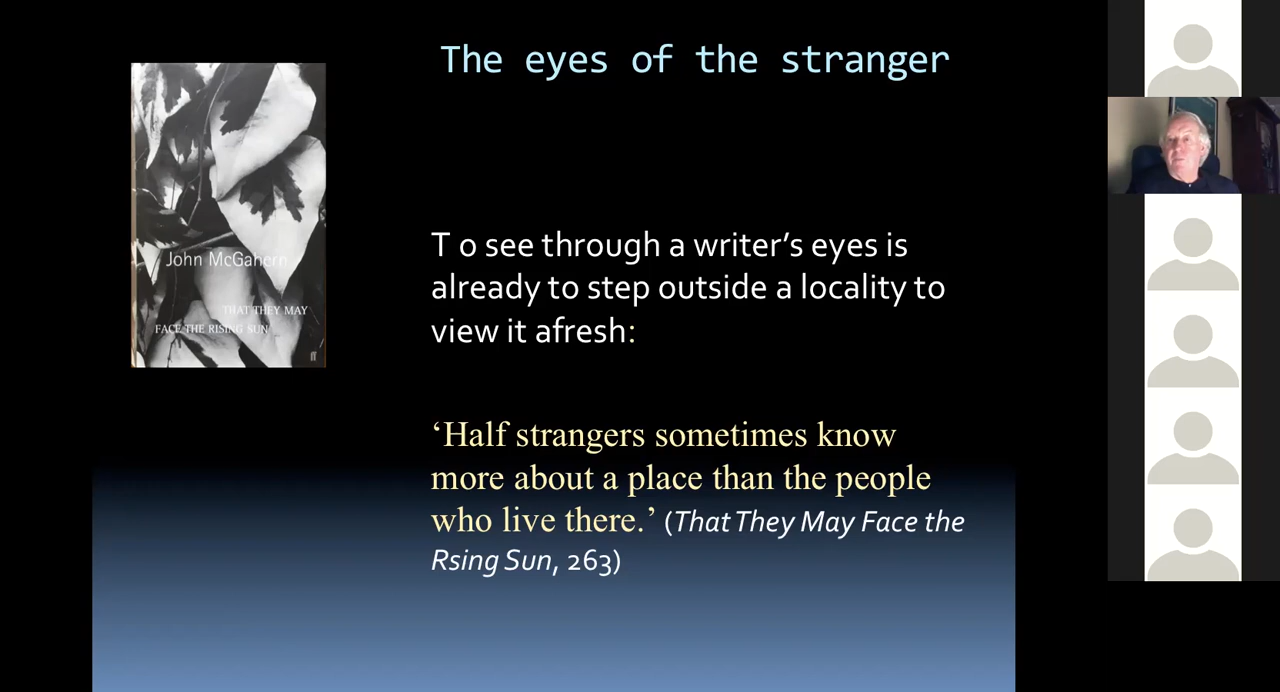 The eyes of the stranger
John McGahern
THAT THEY MAY
FACE THE RISING SUN
ff
T o see through a writer’s eyes is
already to step outside a locality to
view it afresh:
‘Half strangers sometimes know
more about a place than the people
who live there.’ (That They May Face the
Rsing Sun, 263)